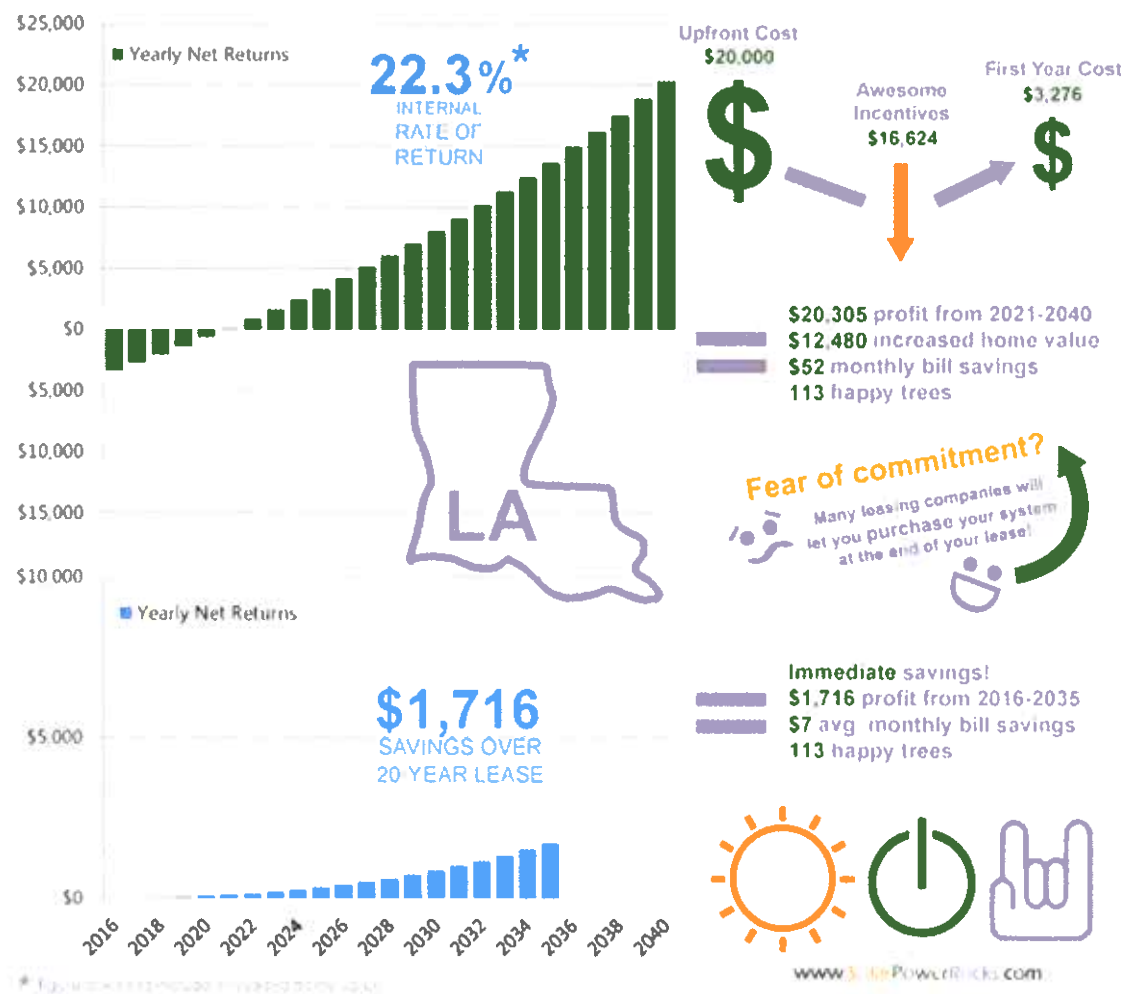 $25,000
Yearly Net Returns
$20,000
$15,000
$10,000
$5,000
$0
$5,000
$10,000
$15,000
22.3%*
INTERNAL
RATE OF
RETURN
Upfront Cost
$20,000
Awesome
Incentives
$16,624
First Year Cost
$3,276
$
$
$20,305 profit from 2021-2040
$12,480 increased home value
$52 monthly bill savings
113 happy trees
LA
Fear of commitment?
Many leasing companies will
let you purchase your system
at the end of your lease!
$10 000
Yearly Net Returns
$5,000
$0
$1,716
SAVINGS OVER
20 YEAR LEASE
Immediate savings!
$1,716 profit from 2016-2035
$7 avg monthly bill savings
113 happy trees
2016 2018 2020 2022 2024 2026 2028 2030 2032 2034 2036 2038 2040
*
www.SolarPowerRocks.com